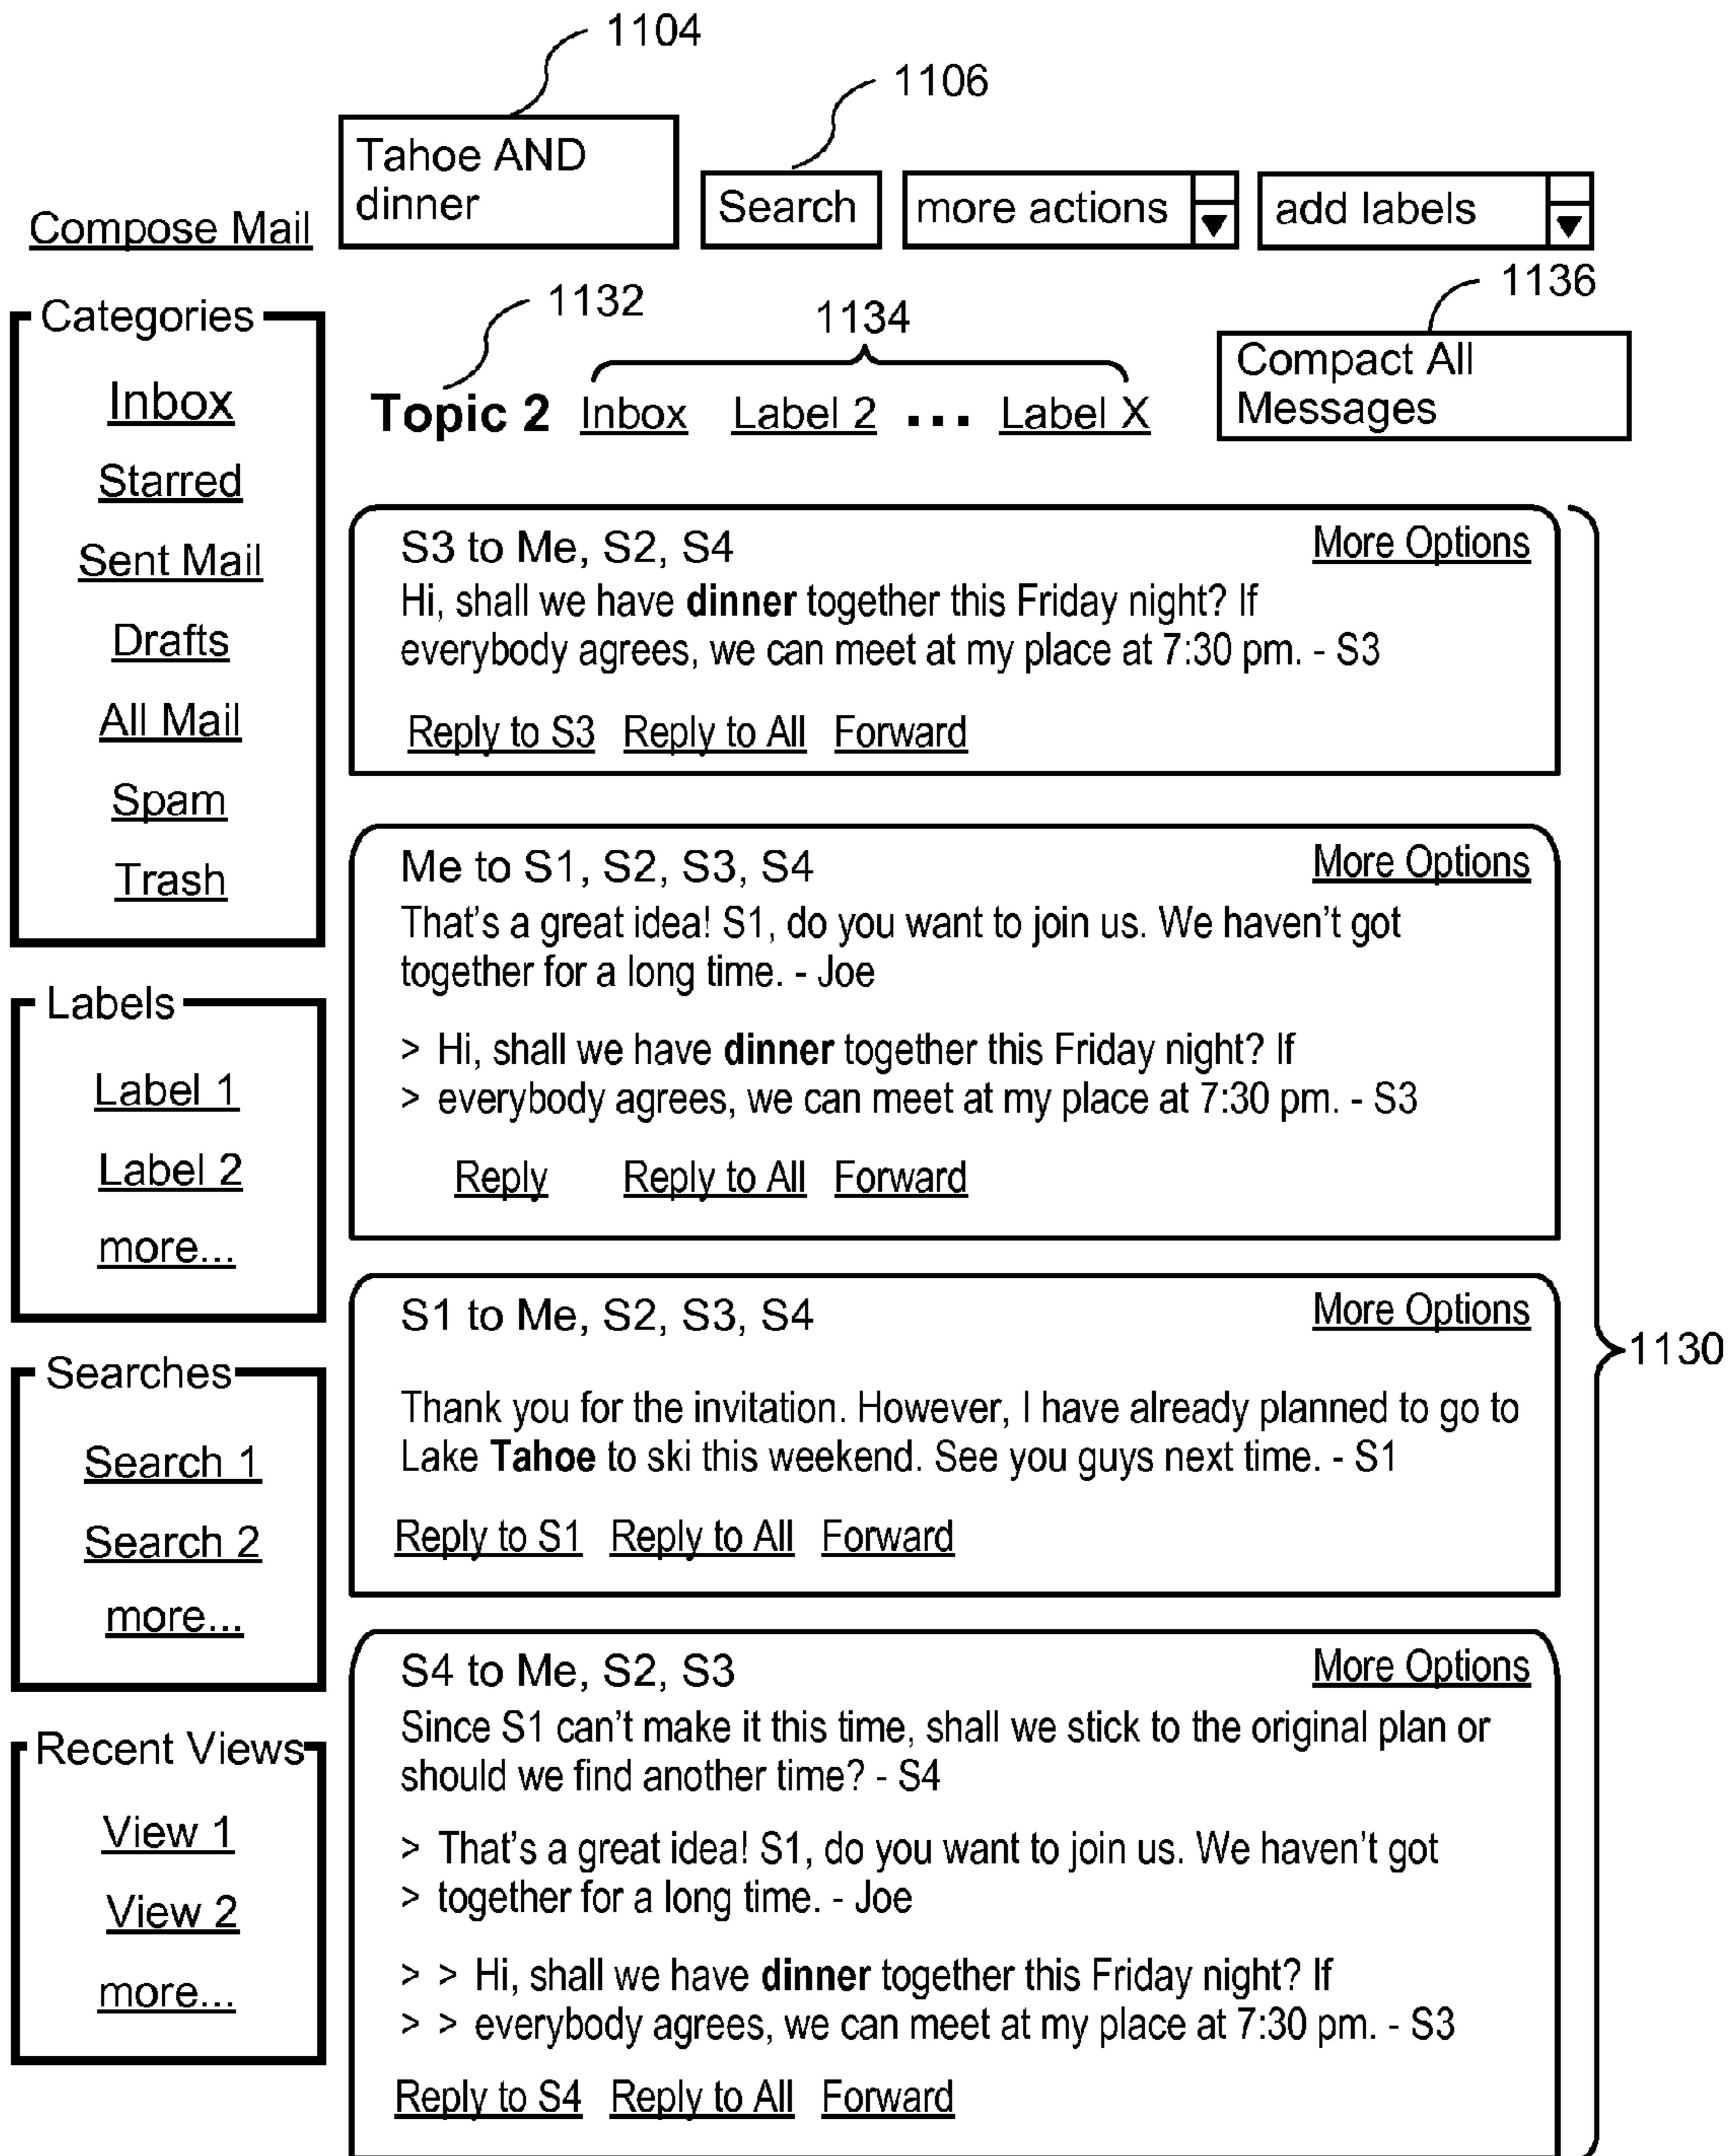 1104
1106
Tahoe AND
dinner
Compose Mail
Search
more actions
add labels
1132
1134
1136
Categories
Inbox
Starred
Sent Mail
Drafts
All Mail
Spam
Trash
Labels
Label 1
Label 2
more...
Searches
Search 1
Search 2
more...
Recent Views
View 1
View 2
more...
Topic 2 Inbox Label 2 ... Label X
Compact All
Messages
S3 to Me, S2, S4 More Options
Hi, shall we have dinner together this Friday night? If
everybody agrees, we can meet at my place at 7:30 pm. - S3
Reply to S3 Reply to All Forward
Me to S1, S2, S3, S4 More Options
That's a great idea! S1, do you want to join us. We haven't got
together for a long time. - Joe
> Hi, shall we have dinner together this Friday night? If
> everybody agrees, we can meet at my place at 7:30 pm. - S3
Reply Reply to All Forward
S1 to Me, S2, S3, S4 More Options
Thank you for the invitation. However, I have already planned to go to
Lake Tahoe to ski this weekend. See you guys next time. - S1
Reply to S1 Reply to All Forward
S4 to Me, S2, S3 More Options
Since S1 can't make it this time, shall we stick to the original plan or
should we find another time? - S4
> That's a great idea! S1, do you want to join us. We haven't got
> together for a long time. - Joe
> > Hi, shall we have dinner together this Friday night? If
> > everybody agrees, we can meet at my place at 7:30 pm. - S3
Reply to S4 Reply to All Forward
1130